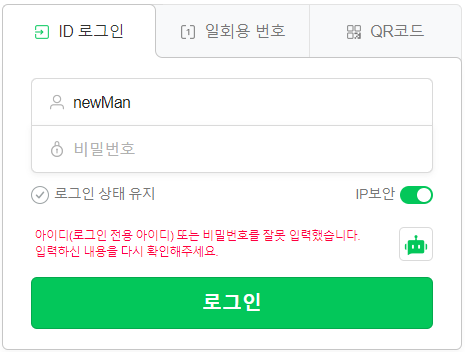 ID 로그인
일회용 번호
QR코드
newMan
비밀번호
로그인 상태 유지
IP보안
아이디(로그인 전용 아이디) 또는 비밀번호를 잘못 입력했습니다.
입력하신 내용을 다시 확인해주세요.
로그인